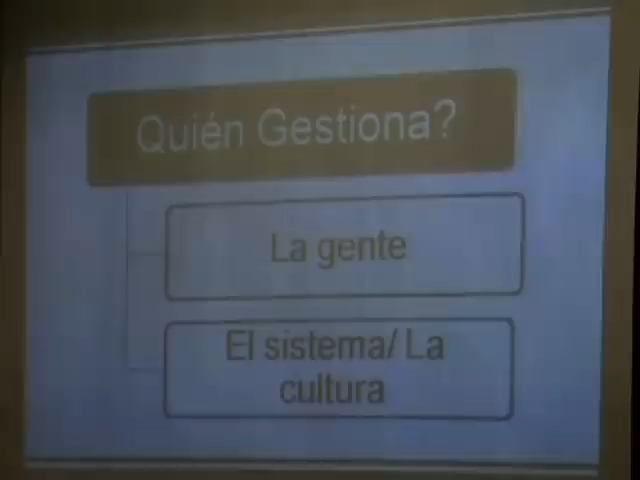 Quién Gestiona?
La gente
El sistema/ La
cultura